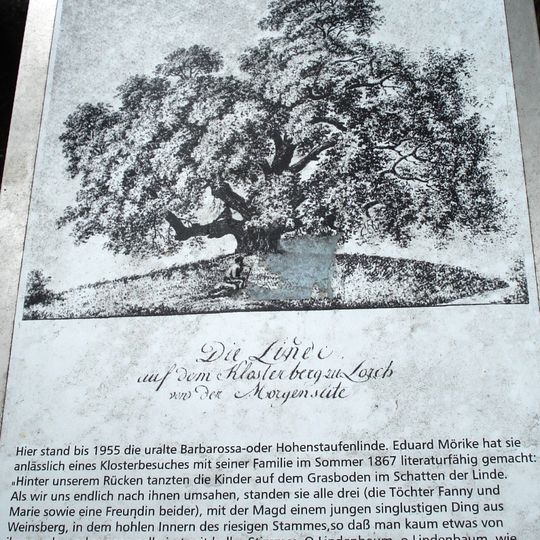 Die Linde.
auf dem Klosterberg zu Lorch
von der Morgenseite
Hier stand bis 1955 die uralte Barbarossa-oder Hohenstaufenlinde. Eduard Mörike hat sie
anlässlich eines Klosterbesuches mit seiner Familie im Sommer 1867 literaturfähig gemacht:
„Hinter unserem Rücken tanzten die Kinder auf dem Grasboden im Schatten der Linde.
Als wir uns endlich nach ihnen umsahen, standen sie alle drei (die Töchter Fanny und
Marie sowie eine Freundin beider), mit der Magd einem jungen singlustigen Ding aus
Weinsberg, in dem hohlen Innern des riesigen Stammes,so daß man kaum etwas von
O Lindenbaum, o Lindenbaum, wie